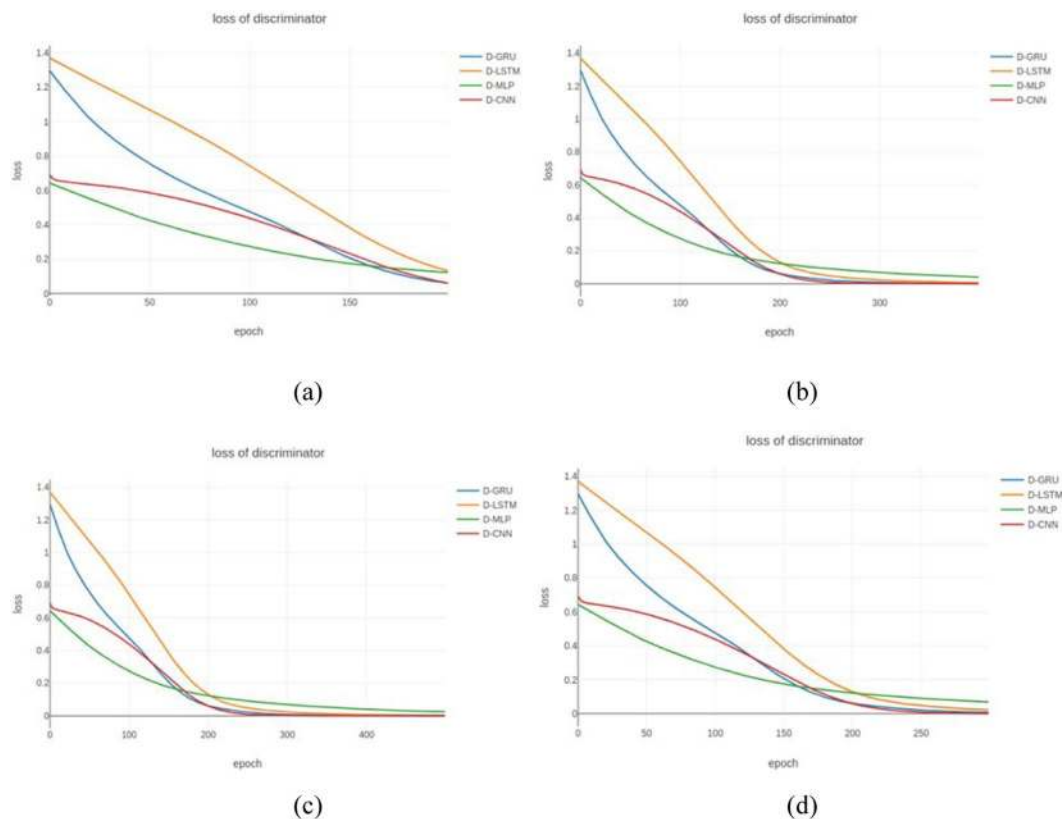 loss of discriminator
1.4
1.2
1
0.8
0.6
0.4
0.2
0
loss
0
50
100
150
epoch
D-GRU
D-LSTM
D-MLP
D-CNN
(a)
loss of discriminator
1.4
1.2
1
0.8
0.6
0.4
0.2
0
loss
0
100
200
300
epoch
D-GRU
D-LSTM
D-MLP
D-CNN
(b)
loss of discriminator
1.4
1.2
1
0.8
0.6
0.4
0.2
0
loss
0
100
200
300
400
epoch
D-GRU
D-LSTM
D-MLP
D-CNN
(c)
loss of discriminator
1.4
1.2
1
0.8
0.6
0.4
0.2
0
loss
0
50
100
150
200
250
epoch
D-GRU
D-LSTM
D-MLP
D-CNN
(d)